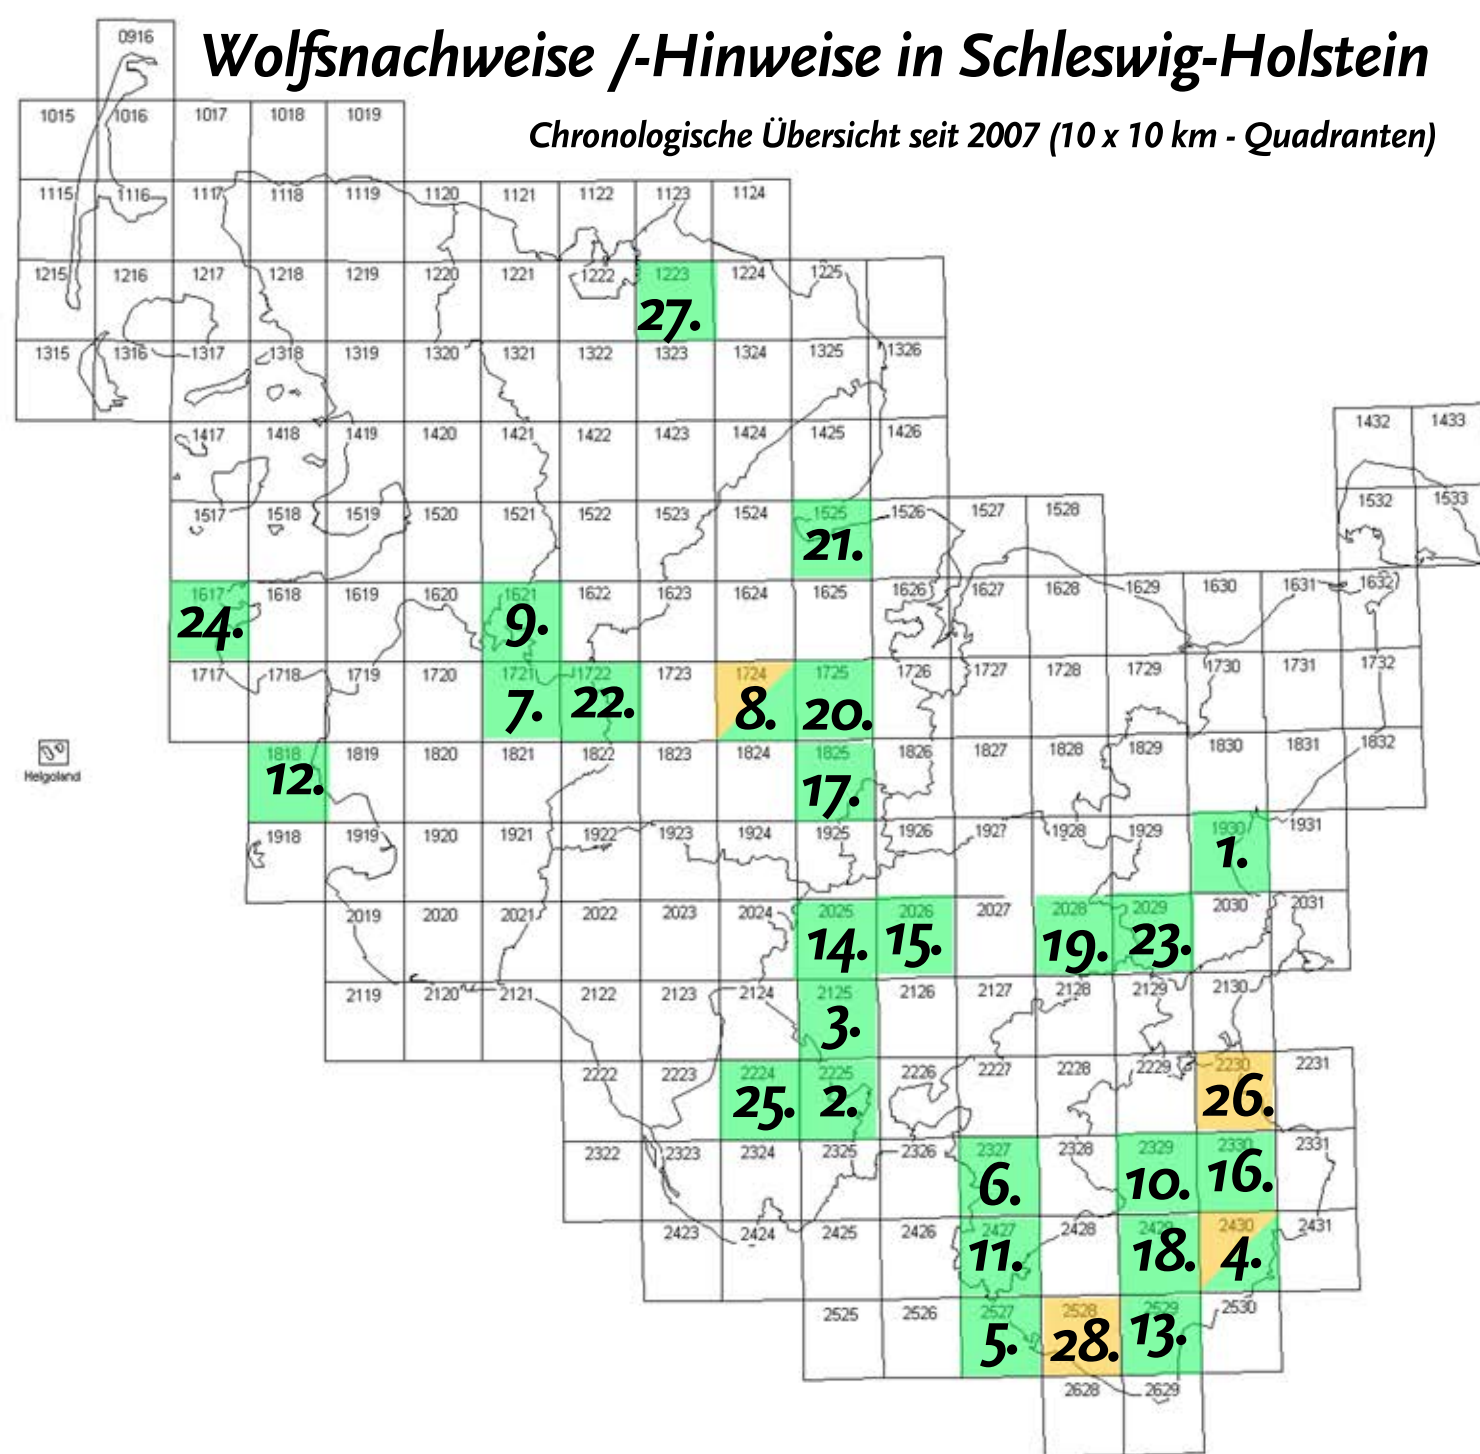 0916
Wolfsnachweise /-Hinweise in Schleswig-Holstein
1015 1016 1017 1018 1019
Chronologische Übersicht seit 2007 (10 x 10 km - Quadranten)
1115 1116 1117 1118 1119 1120 1121 1122 1123 1124
1215 1216 1217 1218 1219 1220 1221 1222 1223 1224 1225
27.
1315 1316 1317 1318 1319 1320 1321 1322 1323 1324 1325 1326
1417 1418 1419 1420 1421 1422 1423 1424 1425 1426 1432 1433
1517 1518 1519 1520 1521 1522 1523 1524 1525 1526 1527 1528 1532 1533
21.
1617 1618 1619 1620 1621 1622 1623 1624 1625 1626 1627 1628 1629 1630 1631 1632
24. 9.
1717 1718 1719 1720 1721 1722 1723 1724 1725 1726 1727 1728 1729 1730 1731 1732
7. 22. 8. 20.
1818 1819 1820 1821 1822 1823 1824 1825 1826 1827 1828 1829 1830 1831 1832
Helgoland
12. 17.
1918 1919 1920 1921 1922 1923 1924 1925 1926 1927 1928 1929 1930 1931
1.
2019 2020 2021 2022 2023 2024 2025 2026 2027 2028 2029 2030 2031
14. 15. 19. 23.
2119 2120 2121 2122 2123 2124 2125 2126 2127 2128 2129 2130
3.
2222 2223 2224 2225 2226 2227 2228 2229 2230 2231
25. 2. 26.
2322 2323 2324 2325 2326 2327 2328 2329 2330 2331
6. 10. 16.
2423 2424 2425 2426 2427 2428 2429 2430 2431
11. 18. 4.
2525 2526 2527 2528 2529 2530
5. 28. 13.
2628 2629